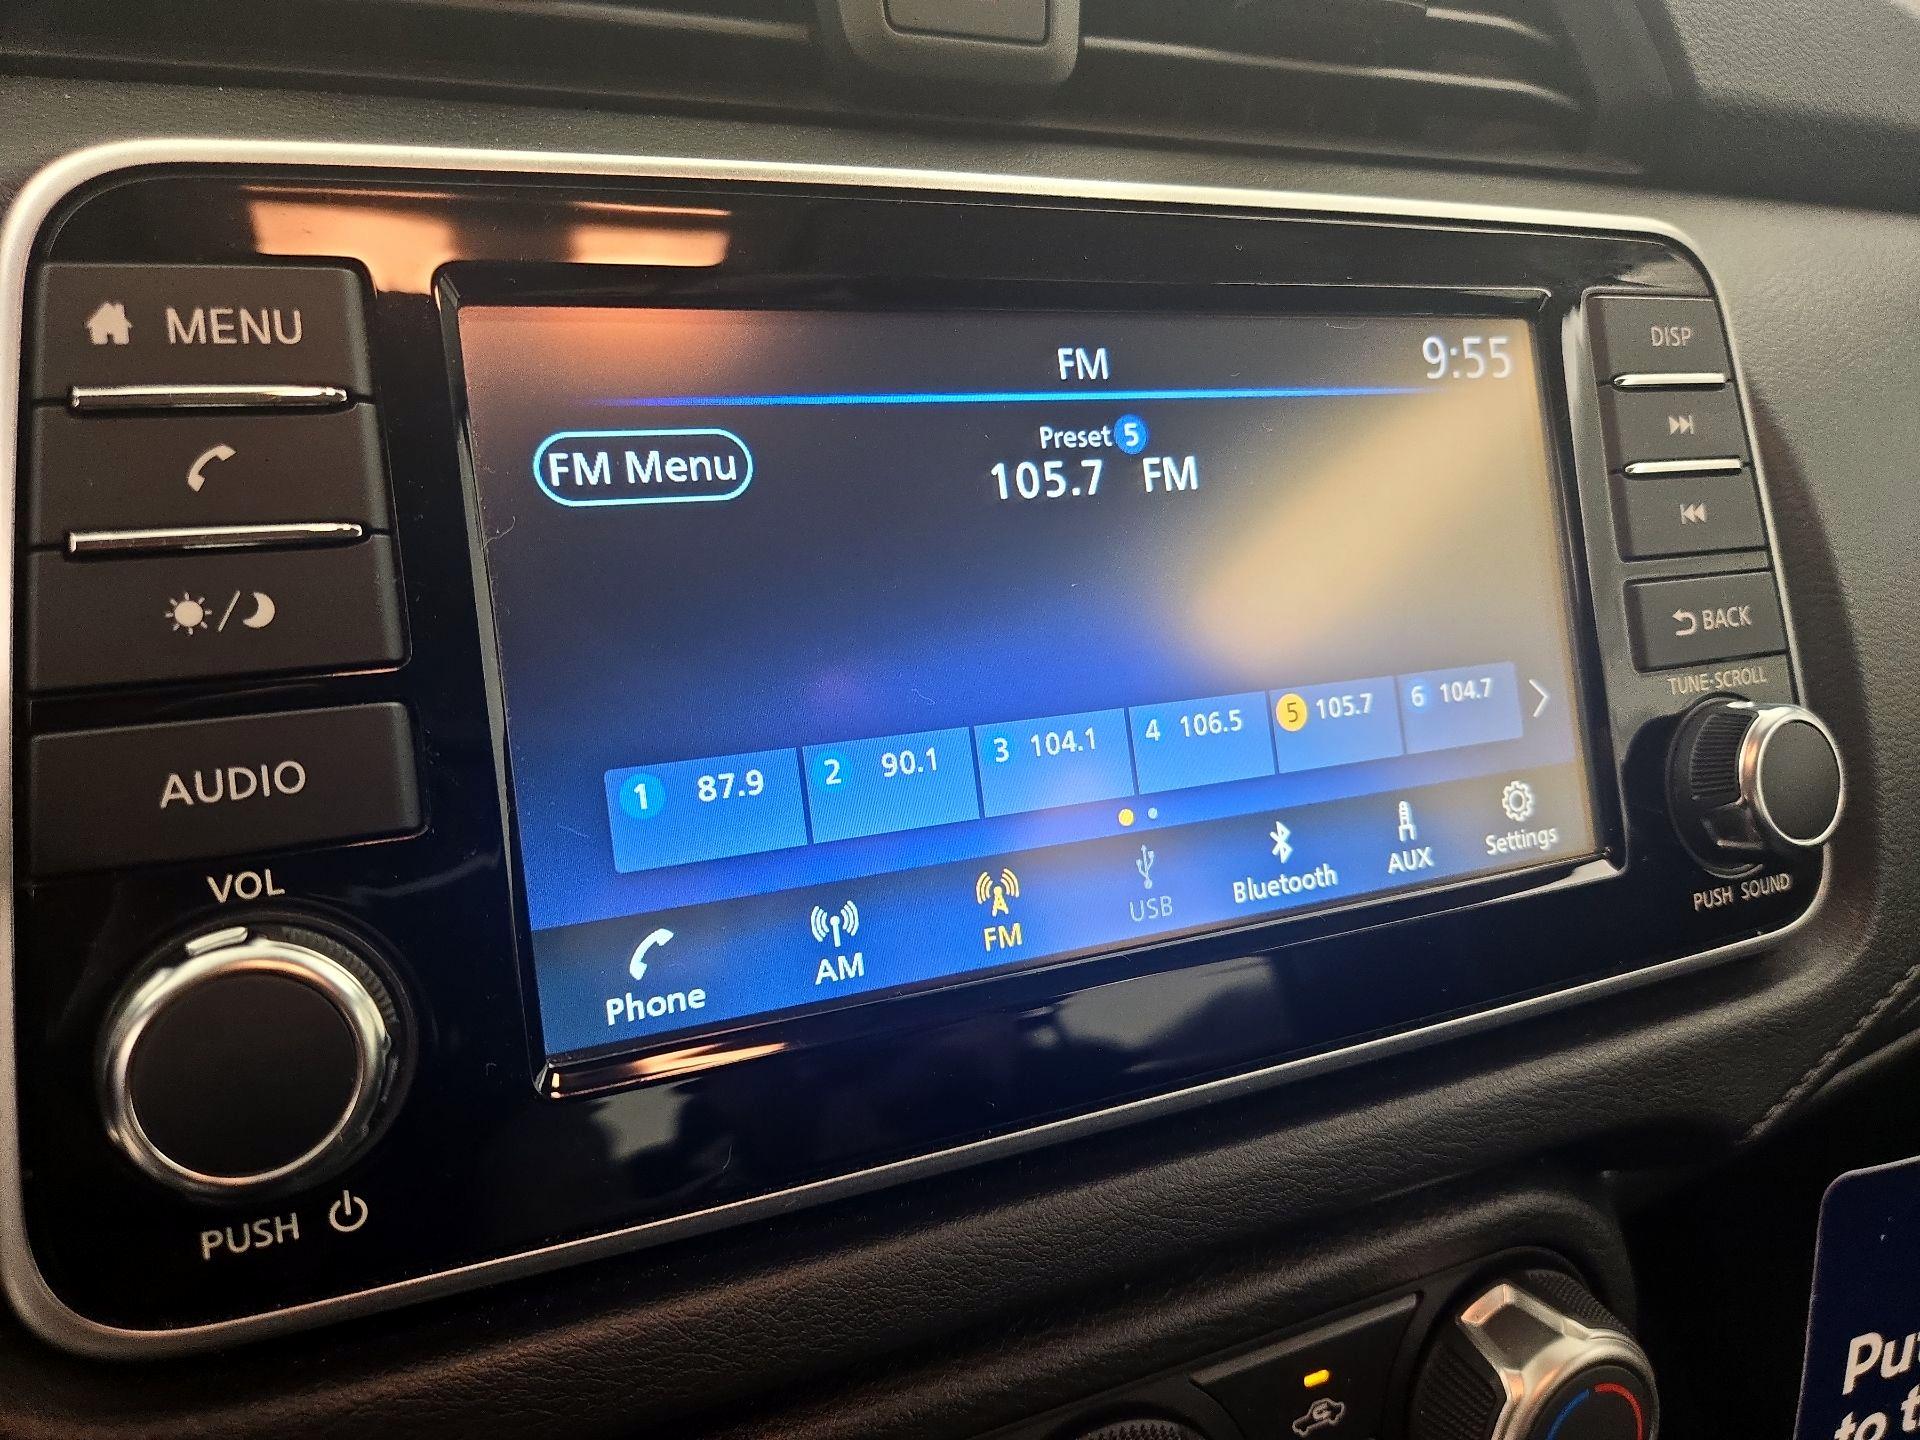 MENU
AUDIO
VOL
PUSH
FM
9:55
FM Menu
Preset 5
105.7 FM
1 87.9
2 90.1
3 104.1
4 106.5
5 105.7
6 104.7
Phone
AM
FM
USB
Bluetooth
AUX
Settings
DISP
BACK
TUNE·SCROLL
PUSH SOUND
to